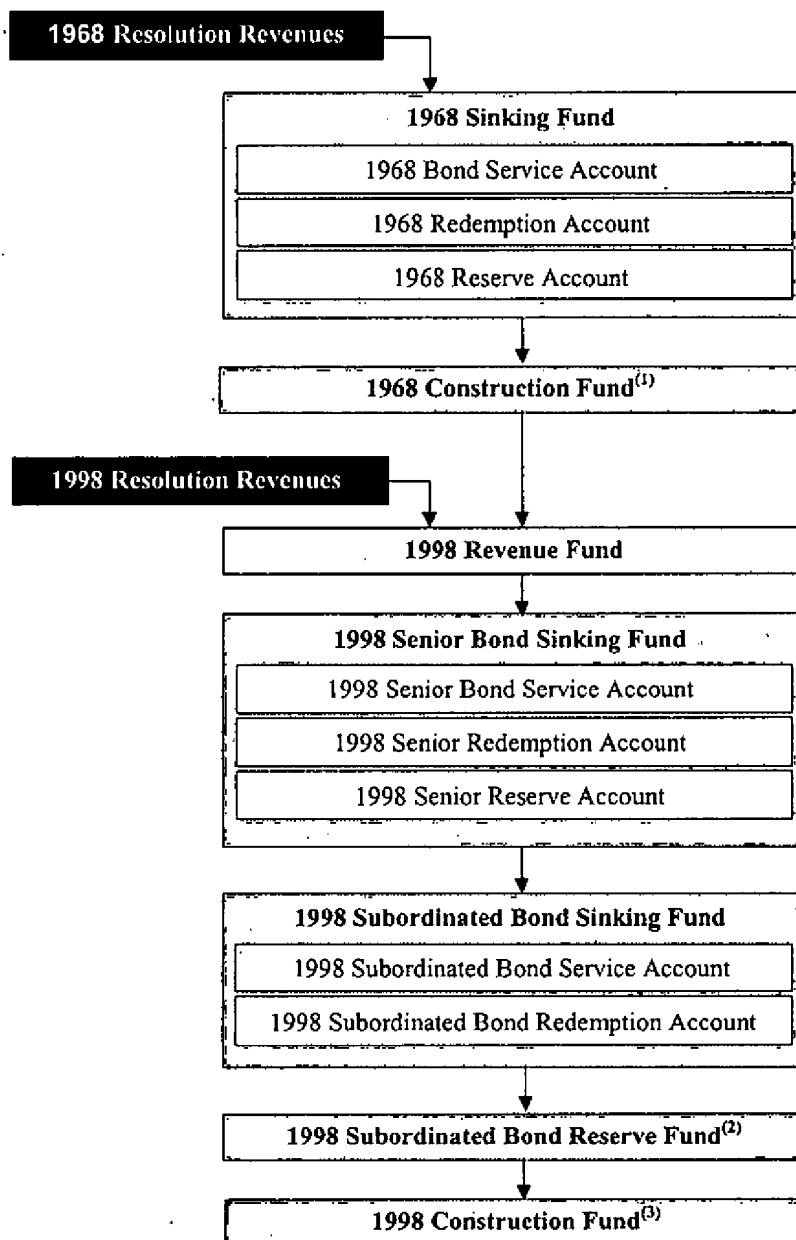 1968 Resolution Revenues
1968 Sinking Fund
1968 Bond Service Account
1968 Redemption Account
1968 Reserve Account
1968 Construction Fund(1)
1998 Resolution Revenues
1998 Revenue Fund
1998 Senior Bond Sinking Fund
1998 Senior Bond Service Account
1998 Senior Redemption Account
1998 Senior Reserve Account
1998 Subordinated Bond Sinking Fund
1998 Subordinated Bond Service Account
1998 Subordinated Bond Redemption Account
1998 Subordinated Bond Reserve Fund(2)
1998 Construction Fund(3)